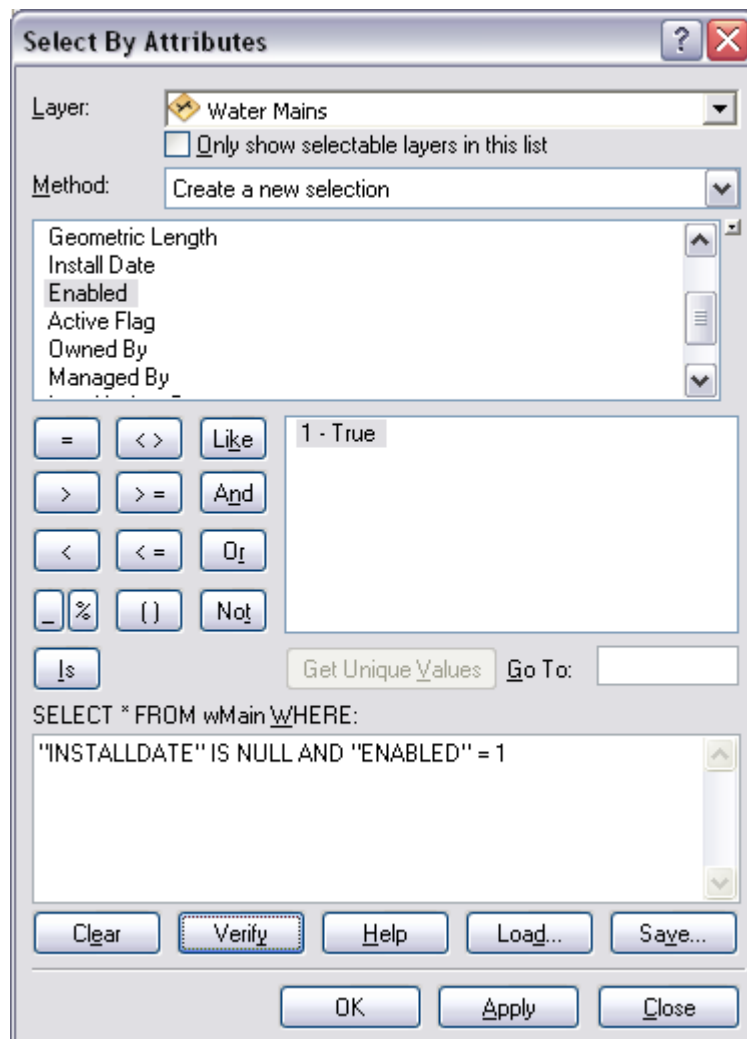 Select By Attributes
?
Layer: Water Mains
Only show selectable layers in this list
Method: Create a new selection
Geometric Length
Install Date
Enabled
Active Flag
Owned By
Managed By
= < > Like 1 - True
> > = And
< < = Or
_ % ( ) Not
Is Get Unique Values Go To:
SELECT * FROM wMain WHERE:
"INSTALLDATE" IS NULL AND "ENABLED" = 1
Clear Verify Help Load... Save...
OK Apply Close